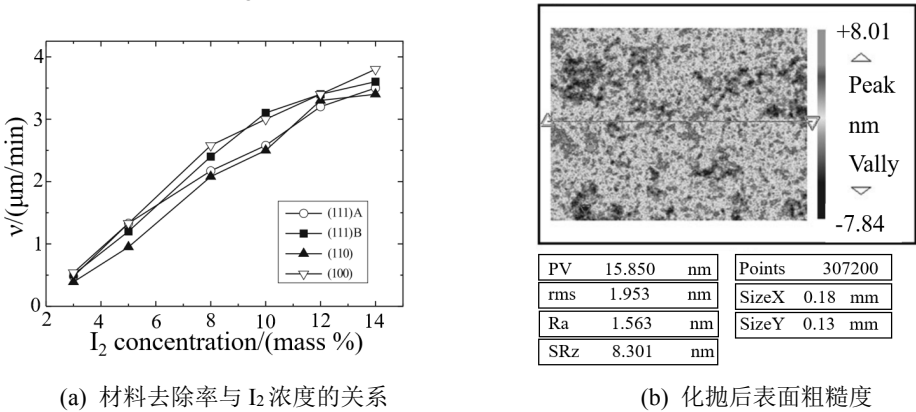 4
3
2
1
0
v/(μm/min)
(111)A
(111)B
(110)
(100)
2 4 6 8 10 12 14
I₂ concentration/(mass %)
(a) 材料去除率与 I₂ 浓度的关系
+8.01
Peak
nm
Vally
-7.84
PV 15.850 nm
rms 1.953 nm
Ra 1.563 nm
SRz 8.301 nm
Points 307200
SizeX 0.18 mm
SizeY 0.13 mm
(b) 化抛后表面粗糙度